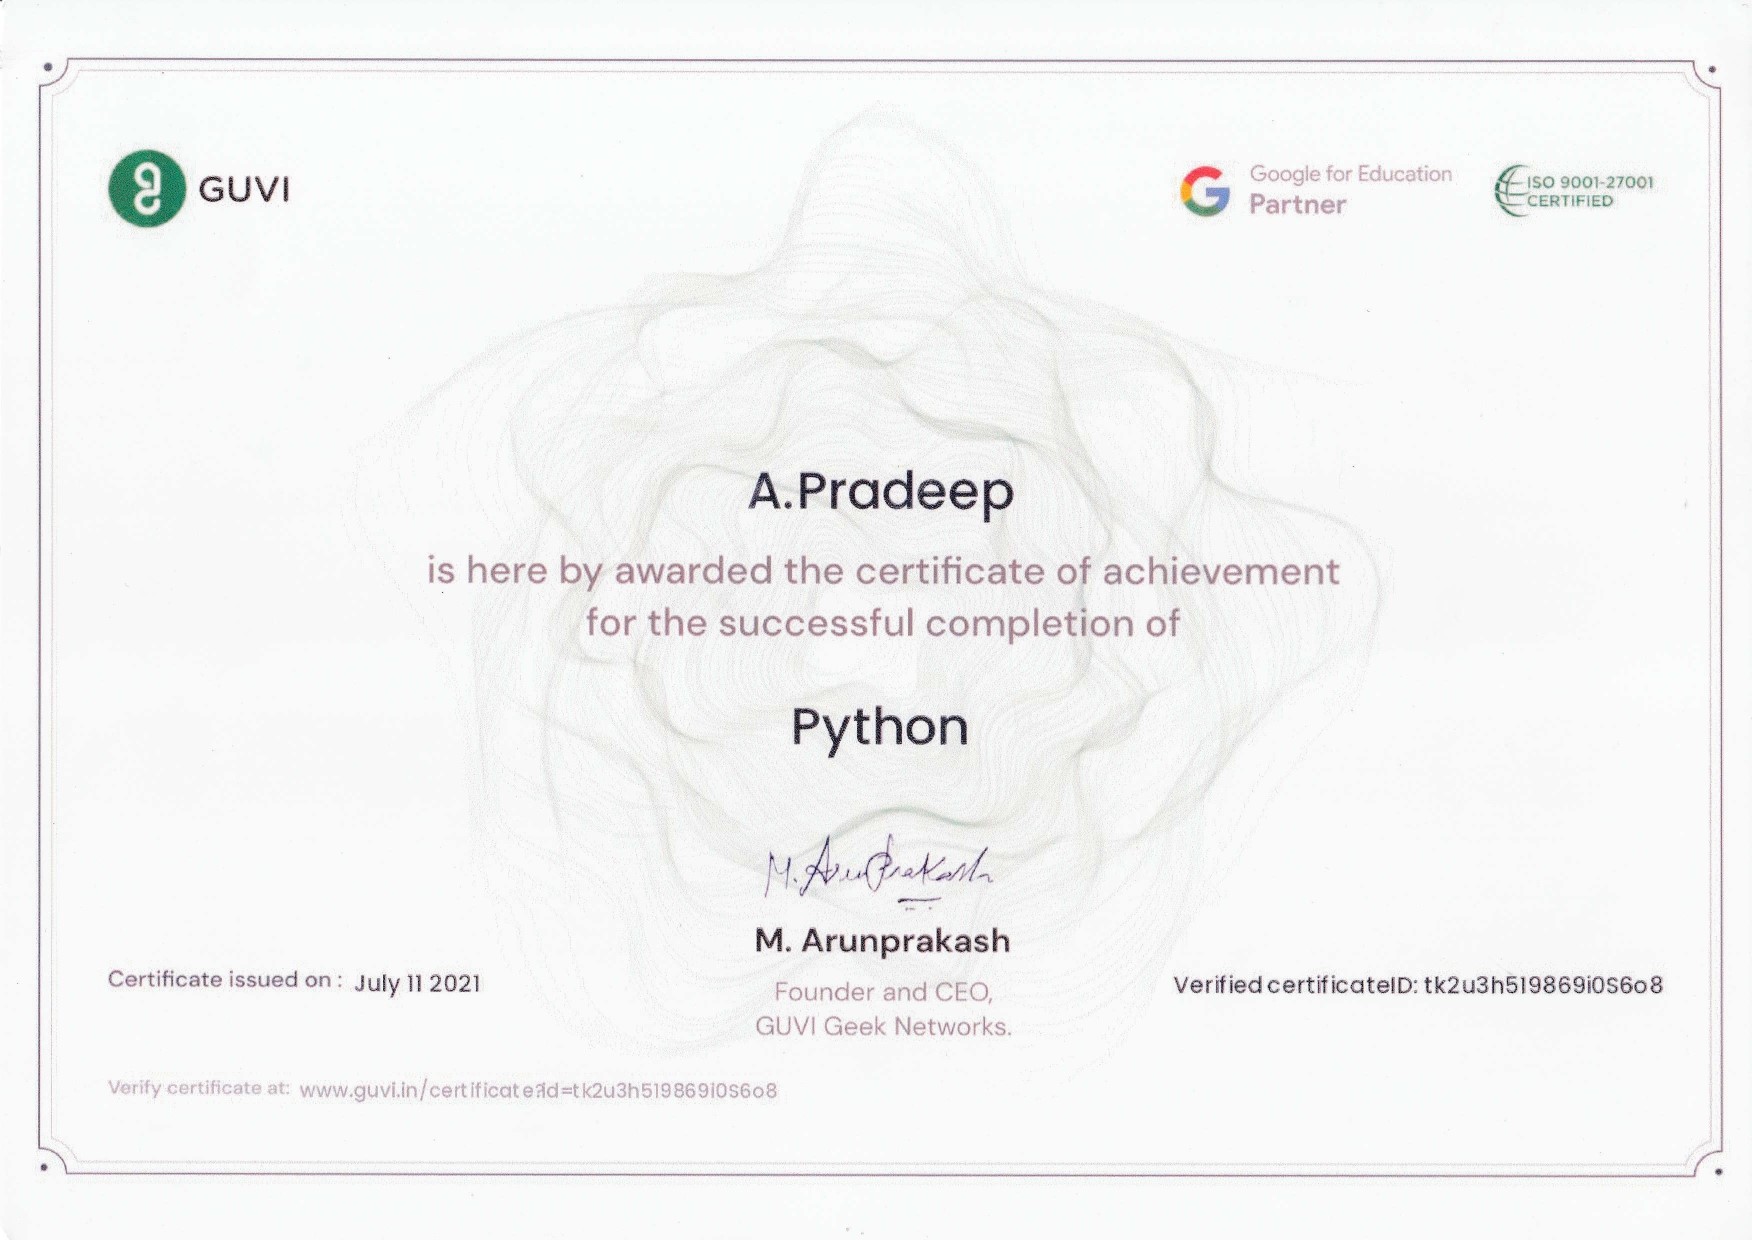 GUVI
Google for Education
Partner
ISO 9001-27001
CERTIFIED
A.Pradeep
is here by awarded the certificate of achievement
for the successful completion of
Python
M. Arunprakash
M. Arunprakash
Founder and CEO,
GUVI Geek Networks.
Certificate issued on : July 11 2021
Verified certificateID: tk2u3h519869i0S6o8
Verify certificate at: www.guvi.in/certificate?id=tk2u3h519869i0S6o8